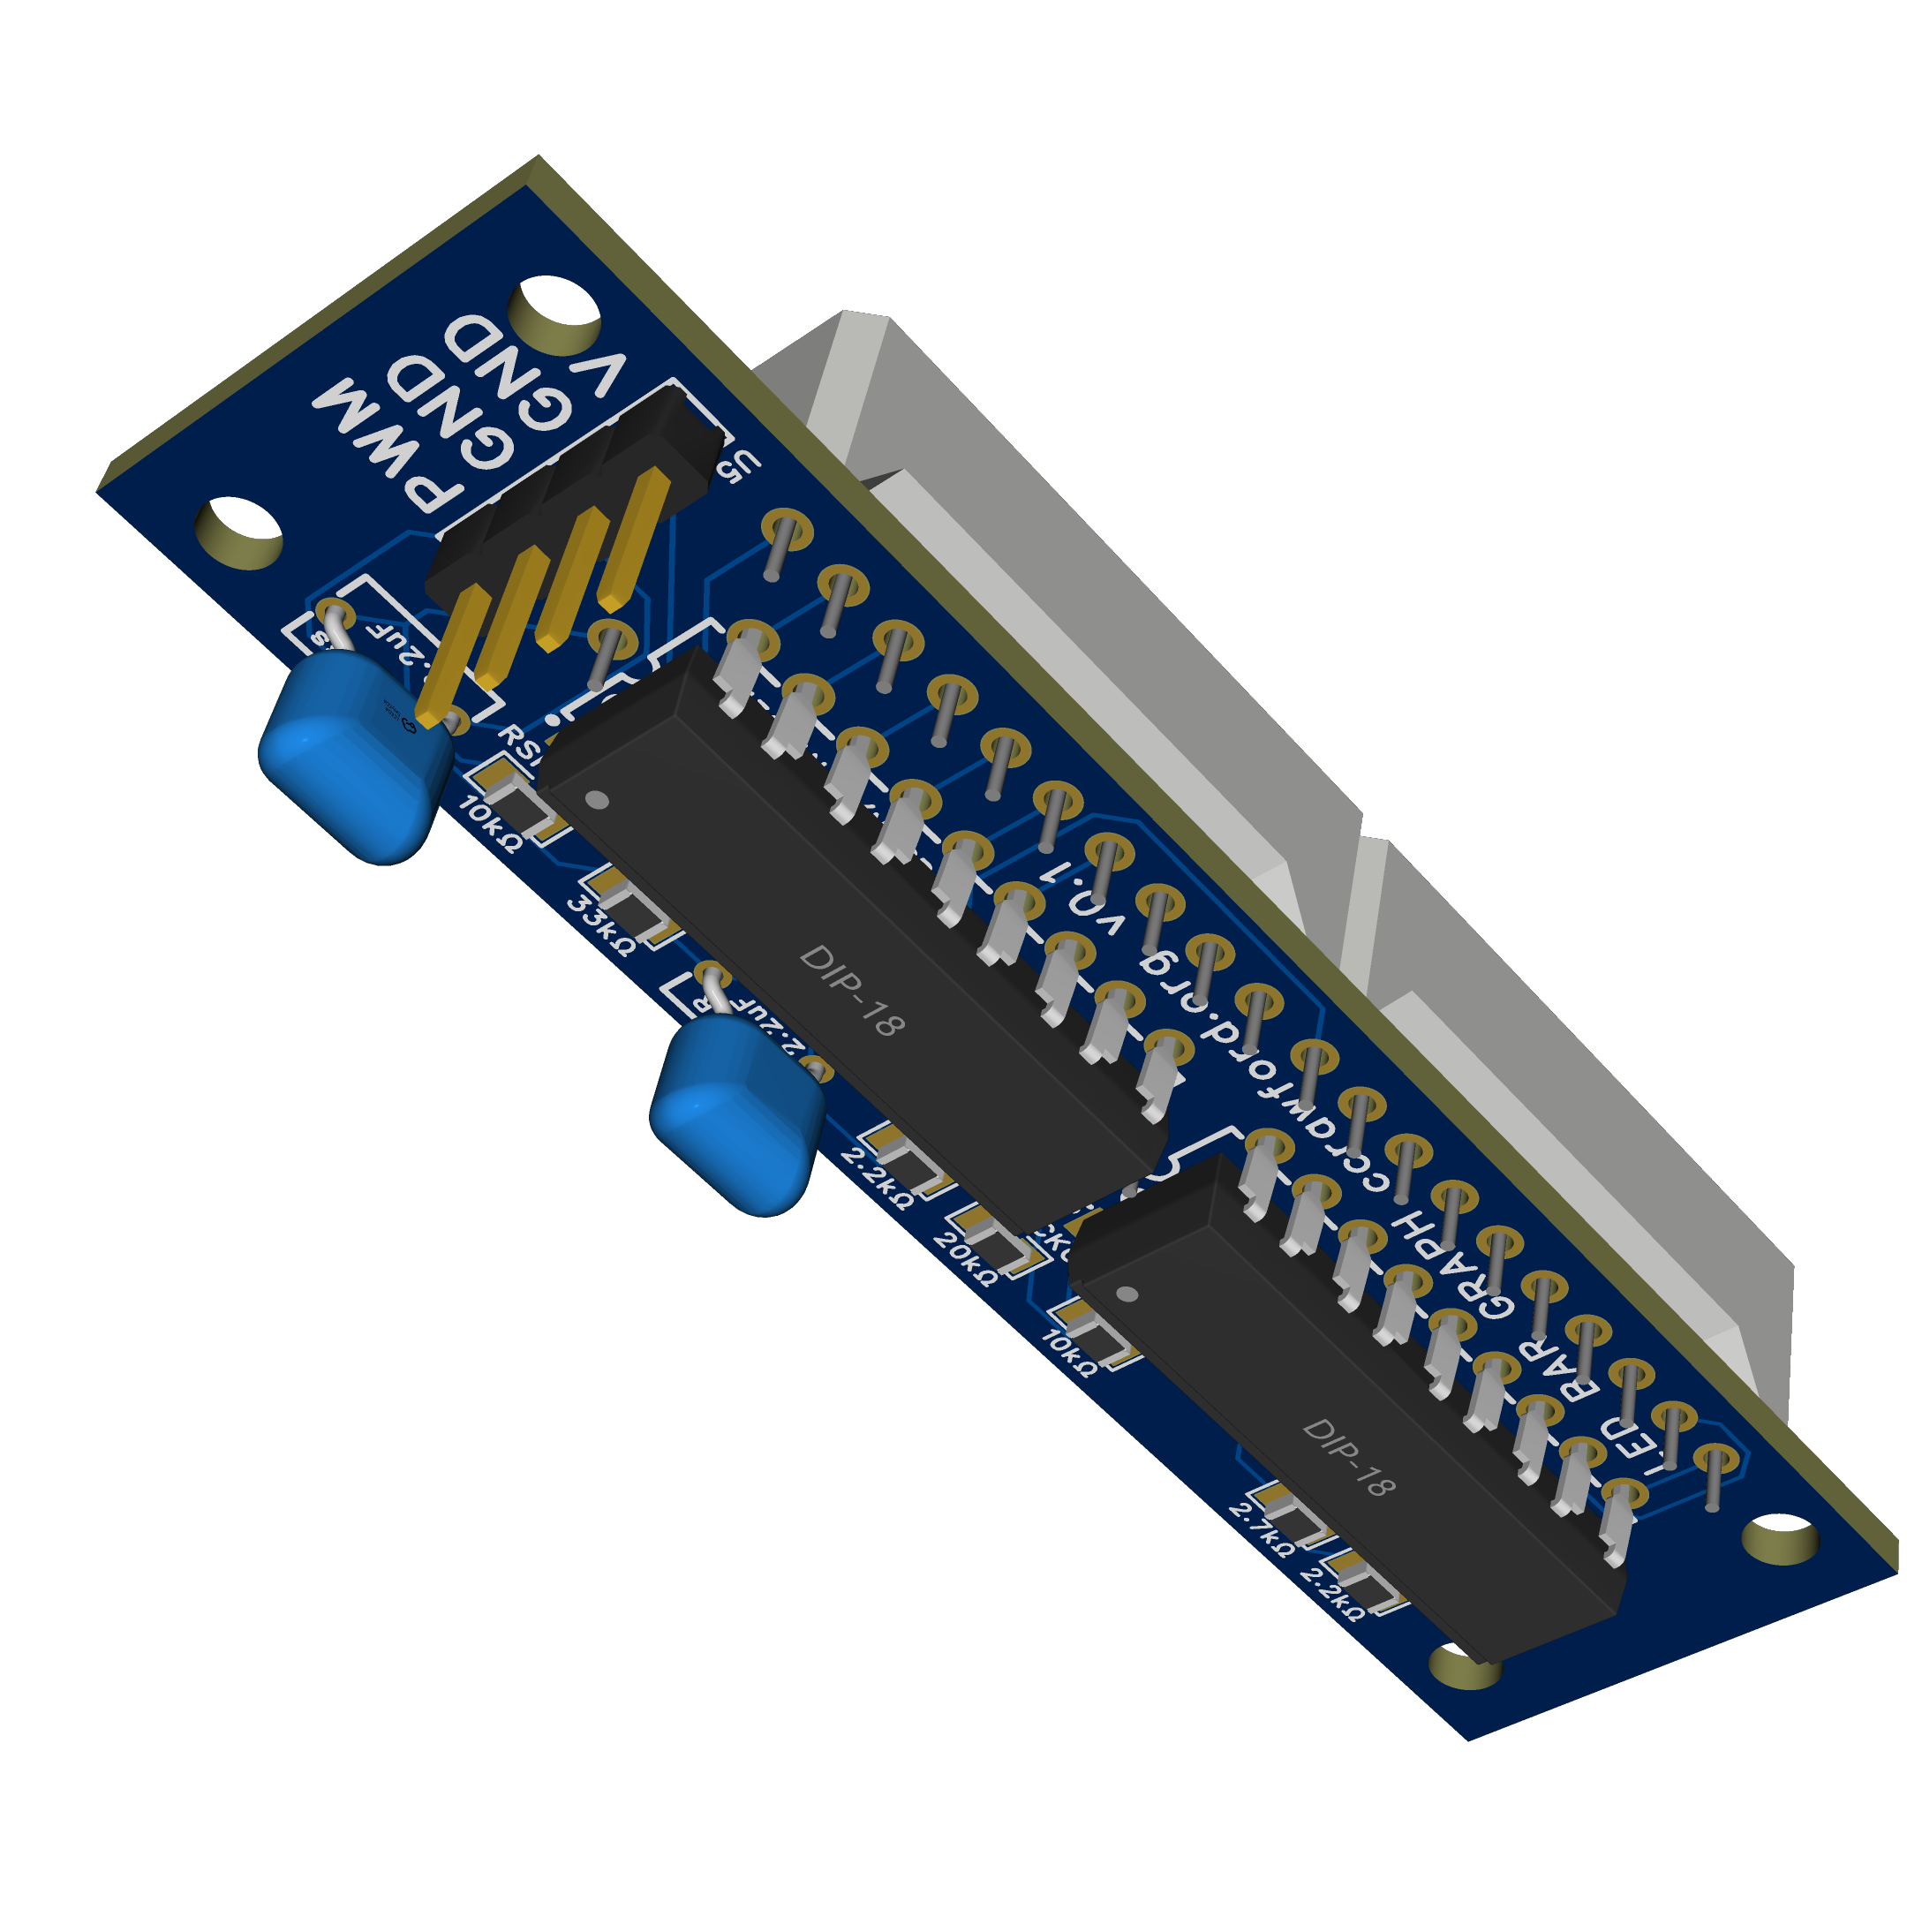 V
GND
GND
PWM
U5
2.2uF
10kΩ
33kΩ
DIP-18
2.2uF
2.2kΩ
20kΩ
10kΩ
DIP-18
2.7kΩ
2.2kΩ
LED BAR GRAPH
ccrawford.org v0.1